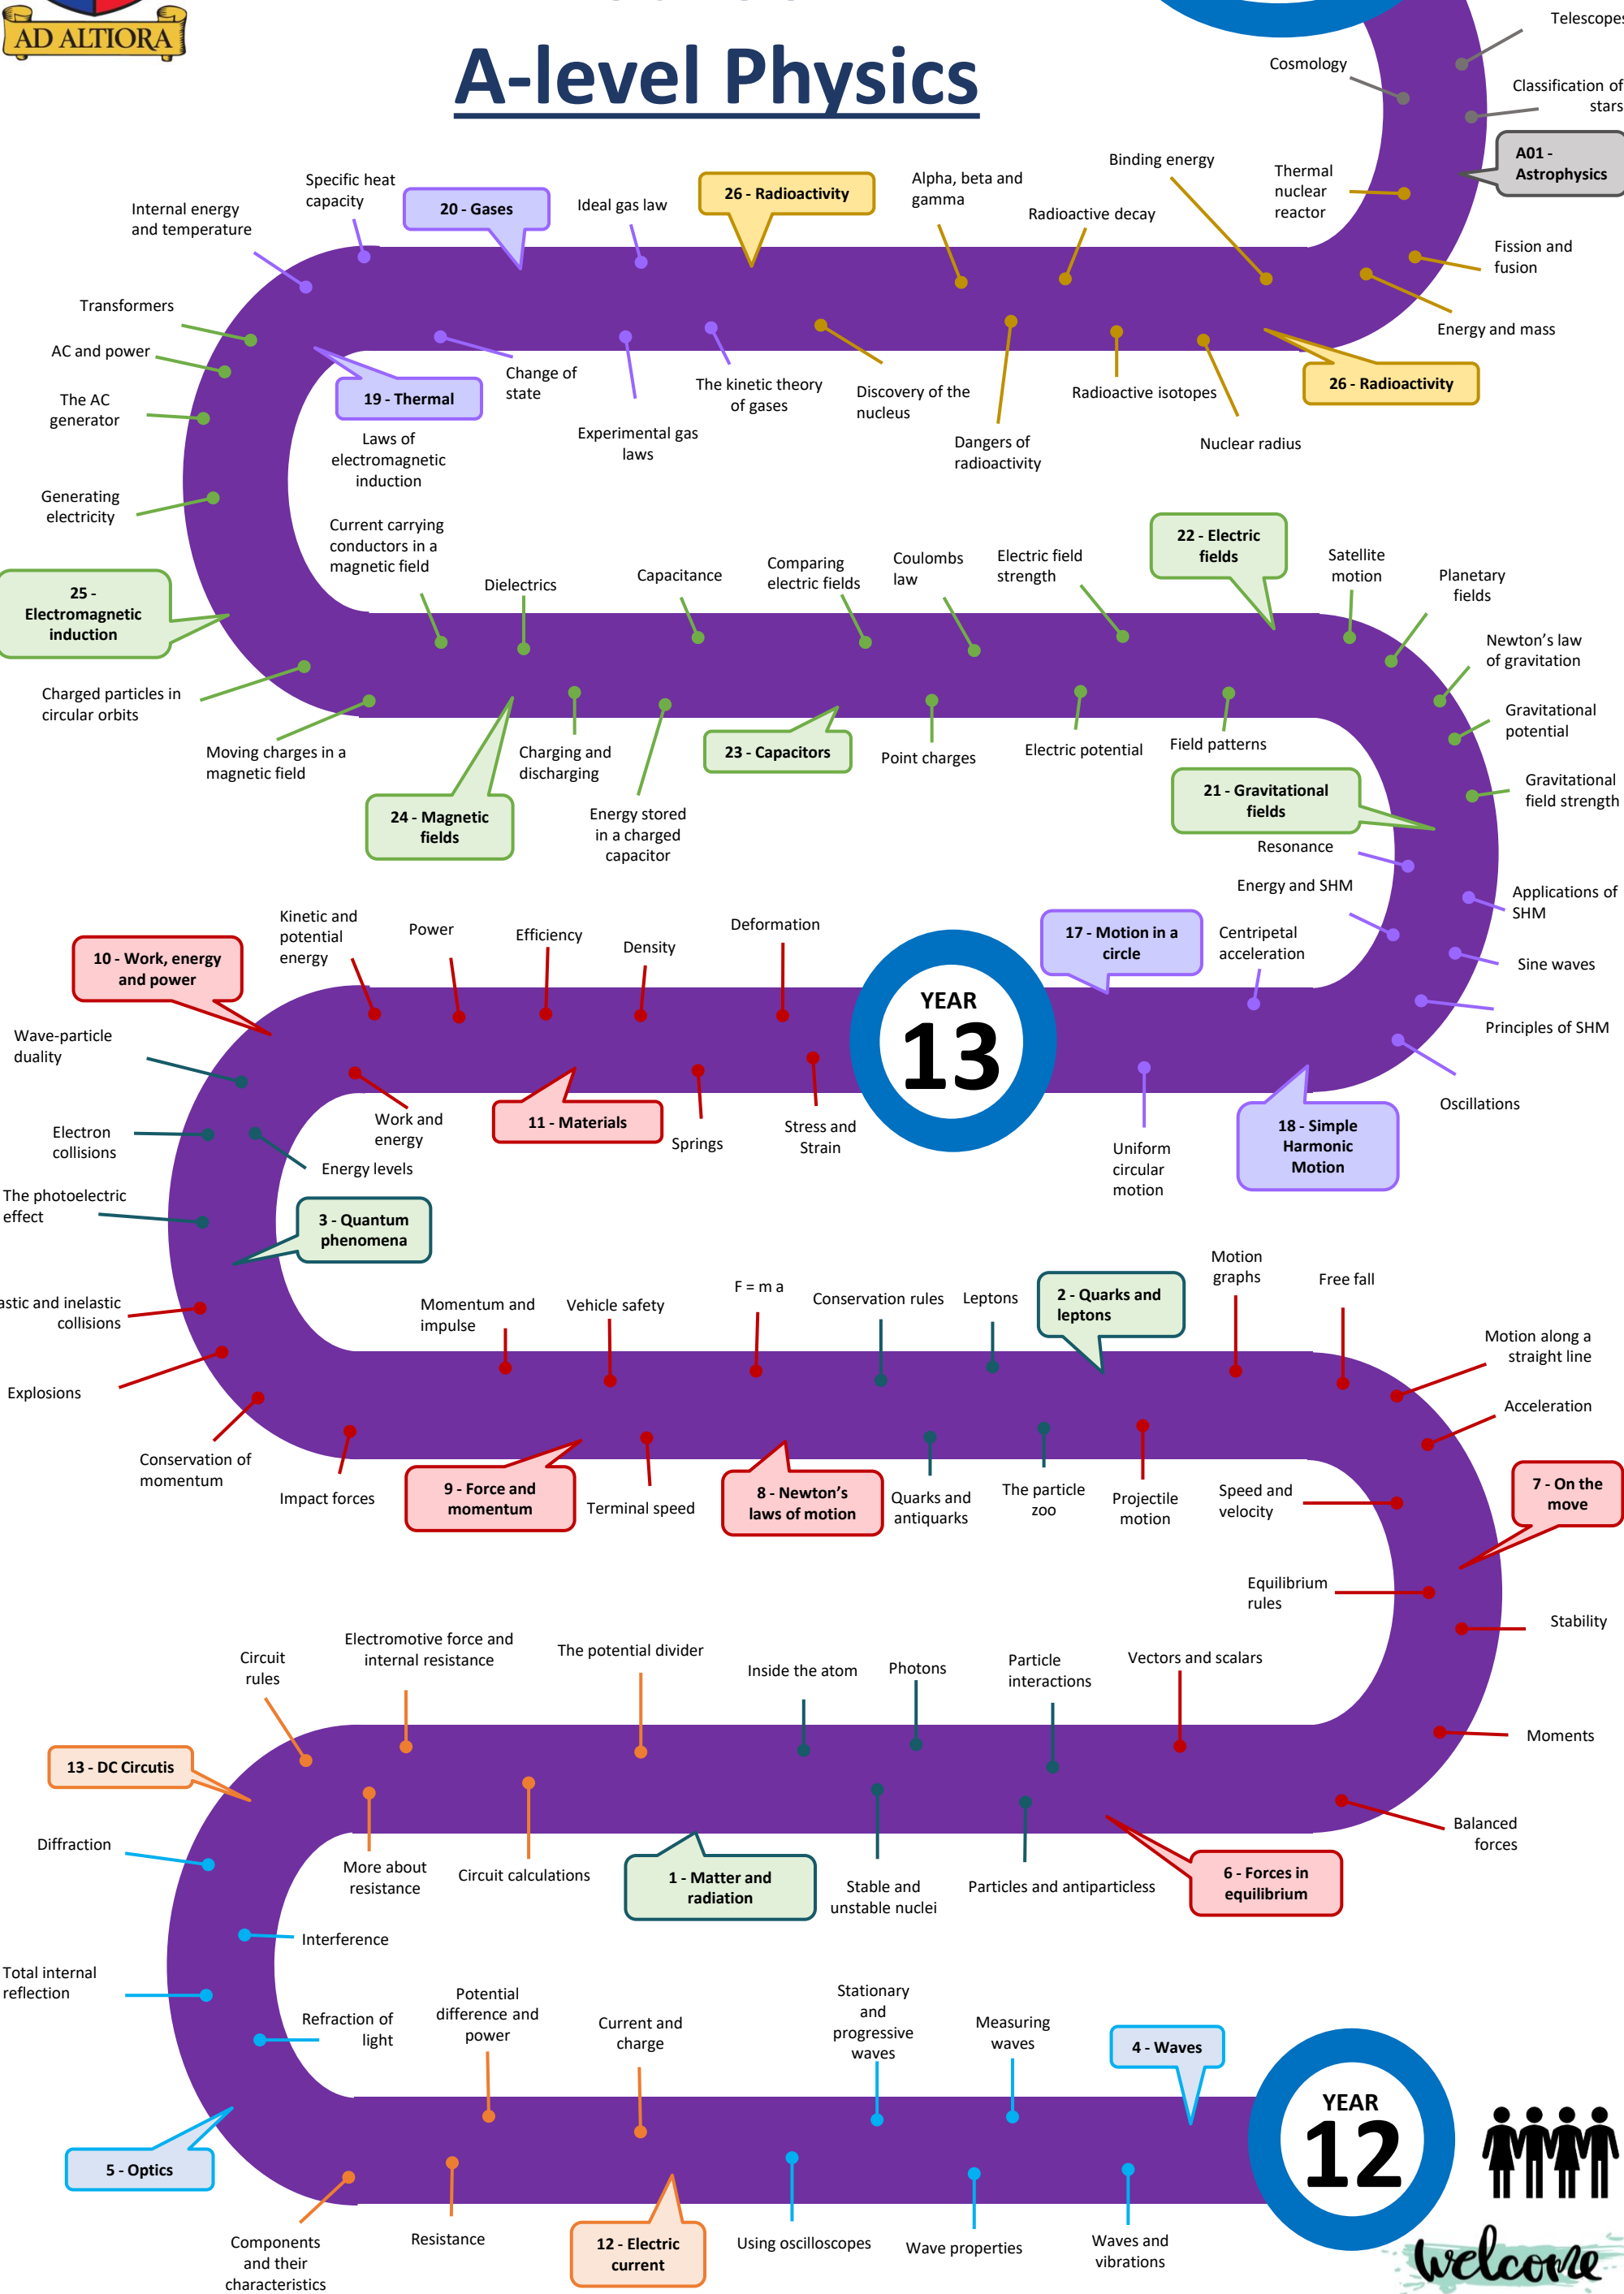 AD ALTIORA
A-level Physics
Telescopes
Cosmology
Classification of
stars
A01 -
Astrophysics
Binding energy
Thermal
nuclear
reactor
Specific heat
capacity
20 - Gases
Ideal gas law
26 - Radioactivity
Alpha, beta and
gamma
Radioactive decay
Internal energy
and temperature
Fission and
fusion
Transformers
Energy and mass
AC and power
Change of
state
19 - Thermal
The kinetic theory
of gases
Discovery of the
nucleus
Radioactive isotopes
26 - Radioactivity
The AC
generator
Laws of
electromagnetic
induction
Experimental gas
laws
Dangers of
radioactivity
Nuclear radius
Generating
electricity
Current carrying
conductors in a
magnetic field
Dielectrics
Capacitance
Comparing
electric fields
Coulombs
law
Electric field
strength
22 - Electric
fields
Satellite
motion
Planetary
fields
25 -
Electromagnetic
induction
Newton's law
of gravitation
Charged particles in
circular orbits
Gravitational
potential
Moving charges in a
magnetic field
Charging and
discharging
23 - Capacitors
Point charges
Electric potential
Field patterns
24 - Magnetic
fields
Energy stored
in a charged
capacitor
21 - Gravitational
fields
Gravitational
field strength
Resonance
Energy and SHM
Applications of
SHM
10 - Work, energy
and power
Kinetic and
potential
energy
Power
Efficiency
Density
Deformation
YEAR
13
17 - Motion in a
circle
Centripetal
acceleration
Sine waves
Principles of SHM
Wave-particle
duality
Oscillations
Work and
energy
11 - Materials
Springs
Stress and
Strain
Uniform
circular
motion
18 - Simple
Harmonic
Motion
Electron
collisions
Energy levels
The photoelectric
effect
3 - Quantum
phenomena
astic and inelastic
collisions
Momentum and
impulse
Vehicle safety
F = m a
Conservation rules
Leptons
2 - Quarks and
leptons
Motion
graphs
Free fall
Motion along a
straight line
Explosions
Acceleration
Conservation of
momentum
Impact forces
9 - Force and
momentum
Terminal speed
8 - Newton's
laws of motion
Quarks and
antiquarks
The particle
zoo
Projectile
motion
Speed and
velocity
7 - On the
move
Equilibrium
rules
Stability
Circuit
rules
Electromotive force and
internal resistance
The potential divider
Inside the atom
Photons
Particle
interactions
Vectors and scalars
Moments
13 - DC Circutis
Diffraction
Balanced
forces
More about
resistance
Circuit calculations
1 - Matter and
radiation
Stable and
unstable nuclei
Particles and antiparticless
6 - Forces in
equilibrium
Interference
Total internal
reflection
Refraction of
light
Potential
difference and
power
Current and
charge
Stationary
and
progressive
waves
Measuring
waves
4 - Waves
YEAR
12
5 - Optics
Components
and their
characteristics
Resistance
12 - Electric
current
Using oscilloscopes
Wave properties
Waves and
vibrations
welcome